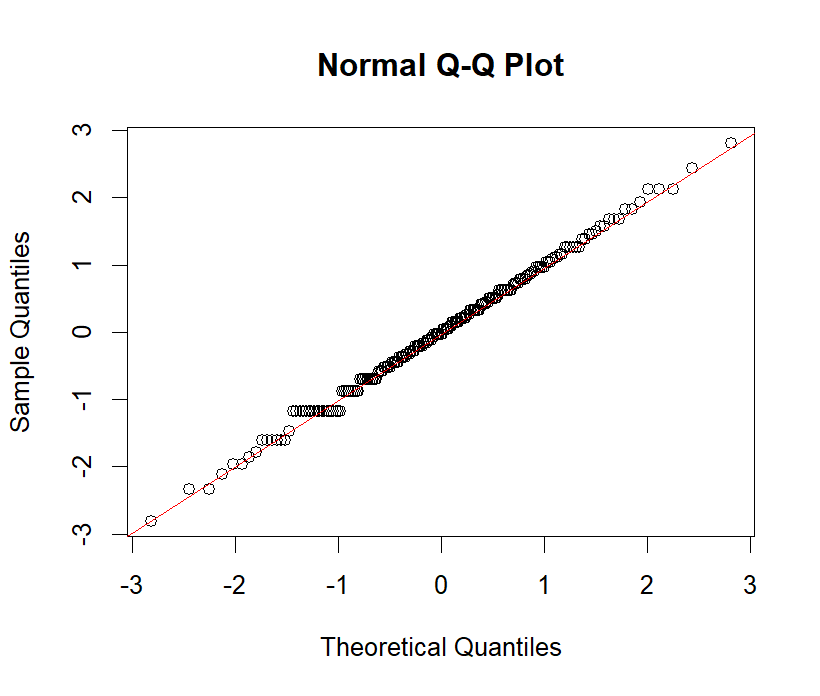 Normal Q-Q Plot
Sample Quantiles
3
2
1
0
-1
-2
-3
-3 -2 -1 0 1 2 3
Theoretical Quantiles